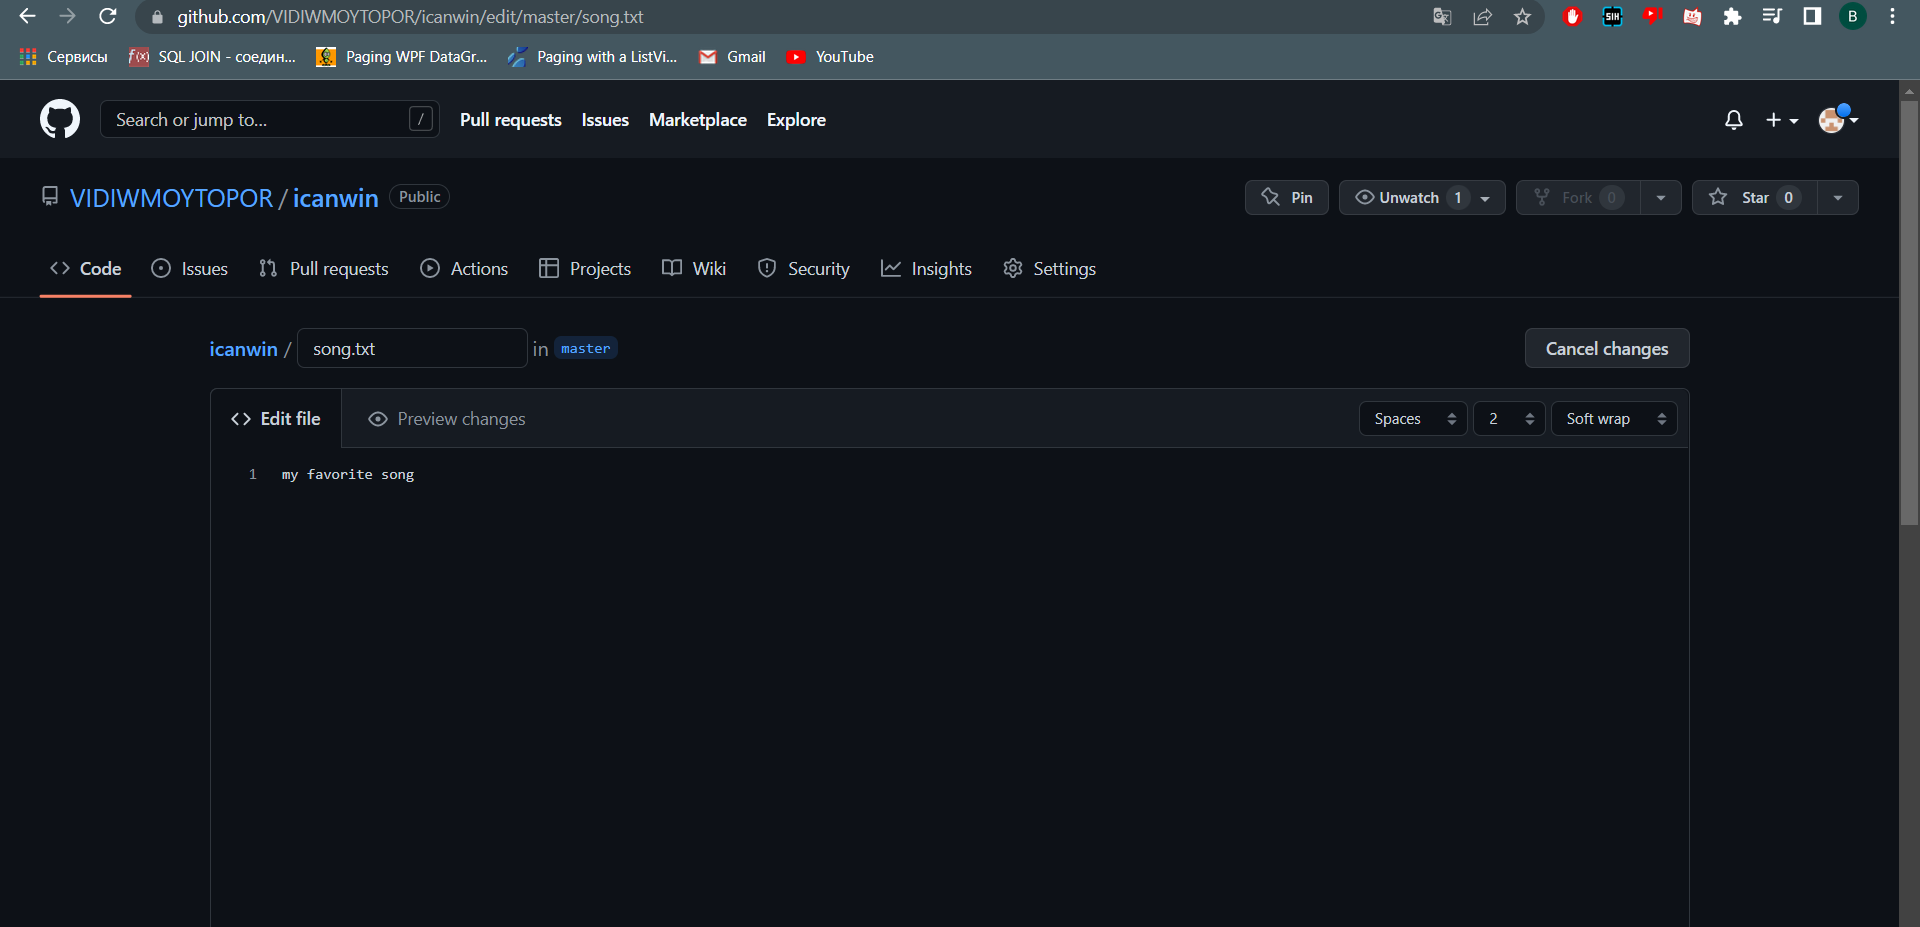 github.com/VIDIWMOYTOPOR/icanwin/edit/master/song.txt
SIH
B
Сервисы f(x) SQL JOIN - соедин... Paging WPF DataGr... Paging with a ListVi... Gmail YouTube
Search or jump to... / Pull requests Issues Marketplace Explore
VIDIWMOYTOPOR / icanwin Public Pin Unwatch 1 Fork 0 Star 0
Code Issues Pull requests Actions Projects Wiki Security Insights Settings
icanwin / song.txt in master Cancel changes
Edit file Preview changes Spaces 2 Soft wrap
1 my favorite song